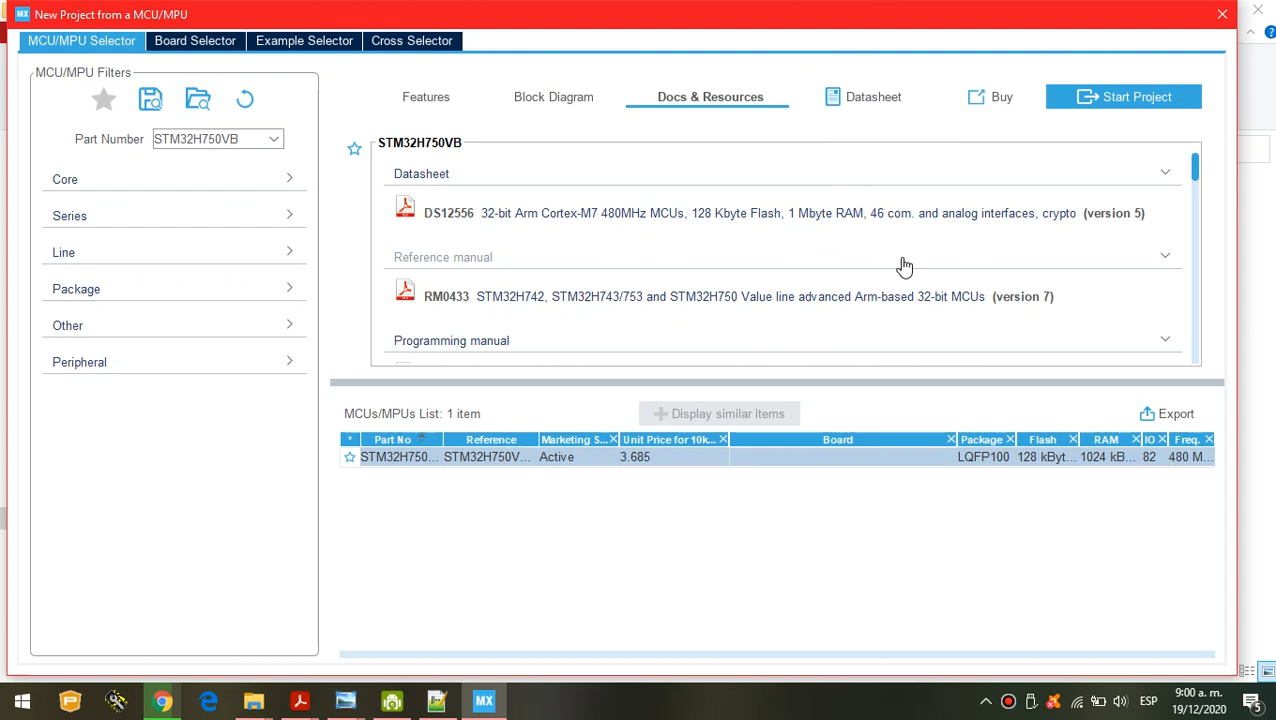 MX New Project from a MCU/MPU
MCU/MPU Selector Board Selector Example Selector Cross Selector
MCU/MPU Filters
Part Number STM32H750VB
Core
Series
Line
Package
Other
Peripheral
Features Block Diagram Docs & Resources Datasheet Buy Start Project
STM32H750VB
Datasheet
DS12556 32-bit Arm Cortex-M7 480MHz MCUs, 128 Kbyte Flash, 1 Mbyte RAM, 46 com. and analog interfaces, crypto (version 5)
Reference manual
RM0433 STM32H742, STM32H743/753 and STM32H750 Value line advanced Arm-based 32-bit MCUs (version 7)
Programming manual
MCUs/MPUs List: 1 item
Display similar items
Export
* Part No Reference Marketing S... Unit Price for 10k... Board Package Flash RAM IO Freq.
STM32H750... STM32H750V... Active 3.685 LQFP100 128 kByt... 1024 kB... 82 480 M...
MX
ESP
9:00 a. m.
19/12/2020
5